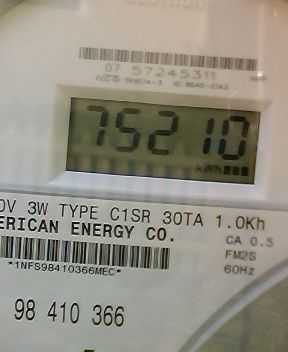 07 57245311
75210
kWh
0V 3W TYPE C1SR 30TA 1.0Kh
ERICAN ENERGY CO.
CA 0.5
*1NFS98410366MEC*
FM2S
60Hz
98 410 366